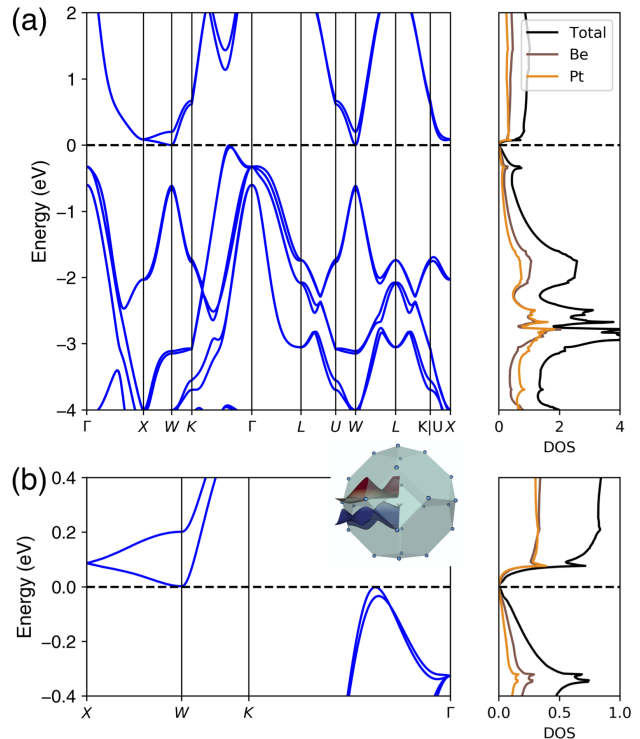 (a)
Energy (eV)
2
1
0
−1
−2
−3
−4
Γ X W K Γ L U W L K|U X
Total
Be
Pt
0 2 4
DOS
(b)
Energy (eV)
0.4
0.2
0.0
−0.2
−0.4
X W K Γ
0.0 0.5 1.0
DOS